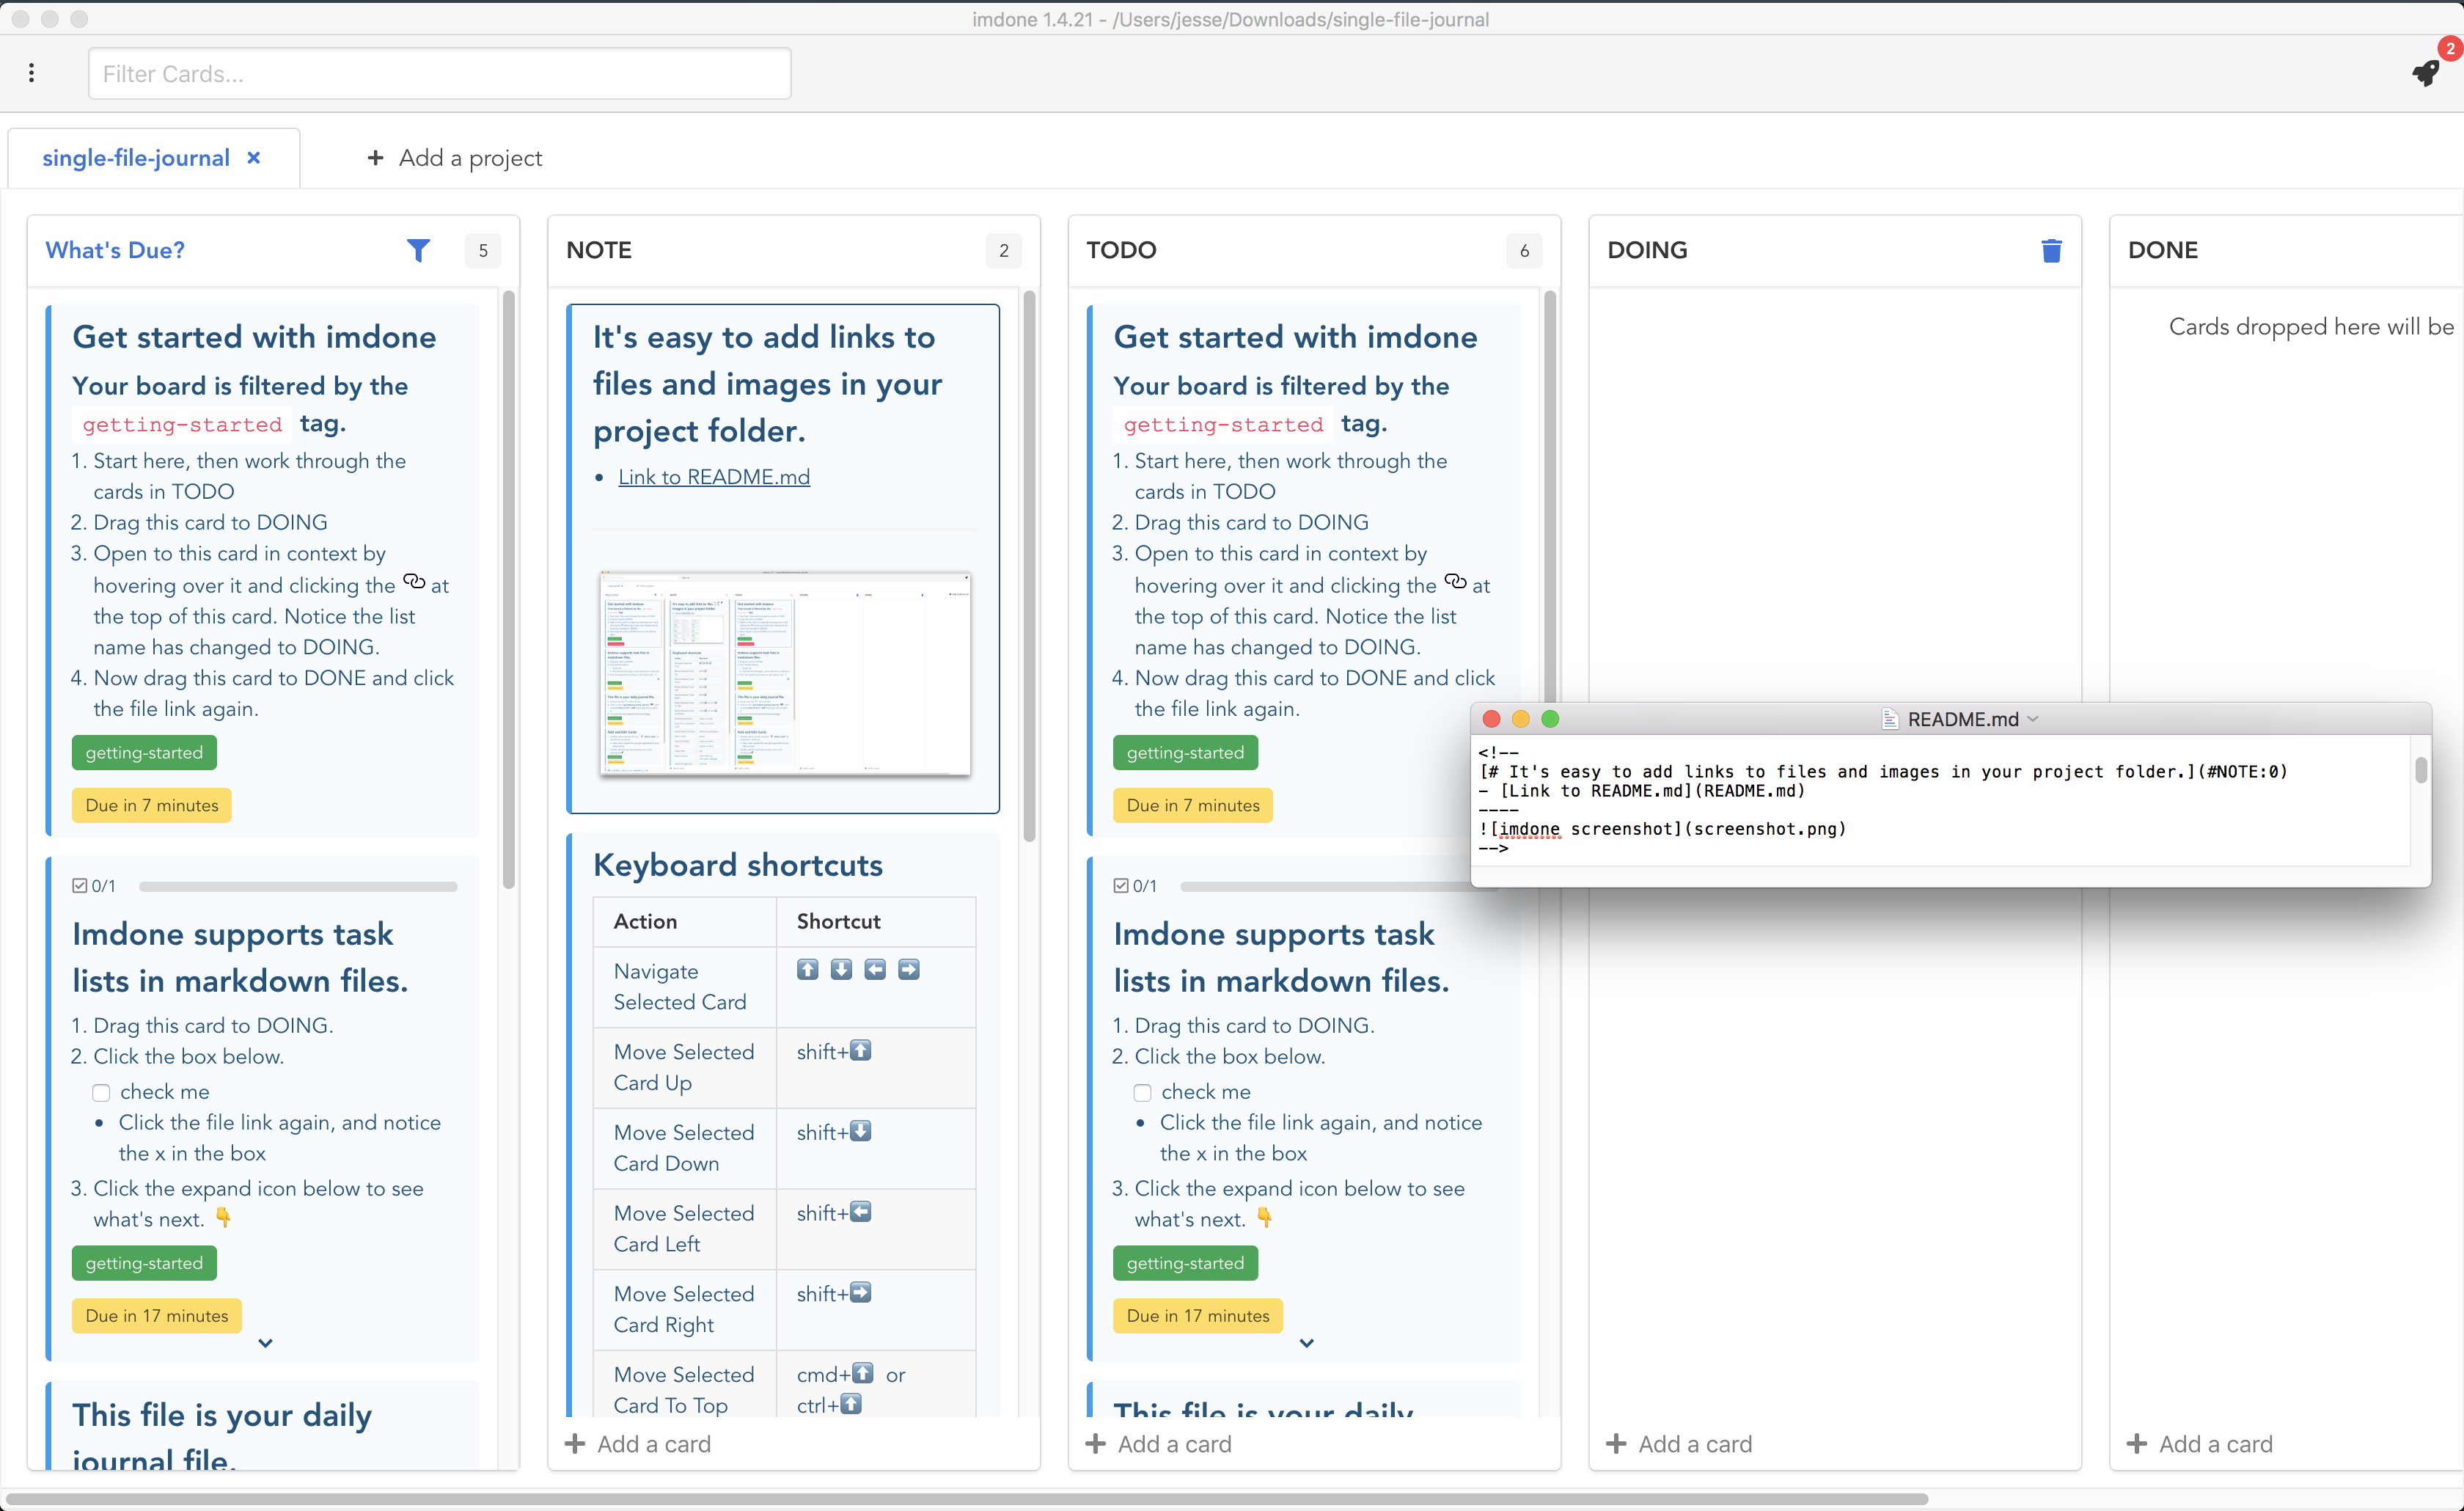 imdone 1.4.21 - /Users/jesse/Downloads/single-file-journal
Filter Cards...
2
single-file-journal ×
+ Add a project
What's Due?
5
Get started with imdone
Your board is filtered by the
getting-started tag.
1. Start here, then work through the
cards in TODO
2. Drag this card to DOING
3. Open to this card in context by
hovering over it and clicking the at
the top of this card. Notice the list
name has changed to DOING.
4. Now drag this card to DONE and click
the file link again.
getting-started
Due in 7 minutes
0/1
Imdone supports task
lists in markdown files.
1. Drag this card to DOING.
2. Click the box below.
check me
• Click the file link again, and notice
the x in the box
3. Click the expand icon below to see
what's next. 👇
getting-started
Due in 17 minutes
This file is your daily
journal file.
NOTE
2
It's easy to add links to
files and images in your
project folder.
• Link to README.md
Keyboard shortcuts
Action Shortcut
Navigate
Selected Card
⬆️ ⬇️ ⬅️ ➡️
Move Selected
Card Up
shift+⬆️
Move Selected
Card Down
shift+⬇️
Move Selected
Card Left
shift+⬅️
Move Selected
Card Right
shift+➡️
Move Selected
Card To Top
cmd+⬆️ or
ctrl+⬆️
+ Add a card
TODO
6
Get started with imdone
Your board is filtered by the
getting-started tag.
1. Start here, then work through the
cards in TODO
2. Drag this card to DOING
3. Open to this card in context by
hovering over it and clicking the at
the top of this card. Notice the list
name has changed to DOING.
4. Now drag this card to DONE and click
the file link again.
getting-started
Due in 7 minutes
0/1
Imdone supports task
lists in markdown files.
1. Drag this card to DOING.
2. Click the box below.
check me
• Click the file link again, and notice
the x in the box
3. Click the expand icon below to see
what's next. 👇
getting-started
Due in 17 minutes
This file is your daily
+ Add a card
DOING
+ Add a card
DONE
Cards dropped here will be
+ Add a card
README.md
<!--
[# It's easy to add links to files and images in your project folder.](#NOTE:0)
- [Link to README.md](README.md)
----
![imdone screenshot](screenshot.png)
-->